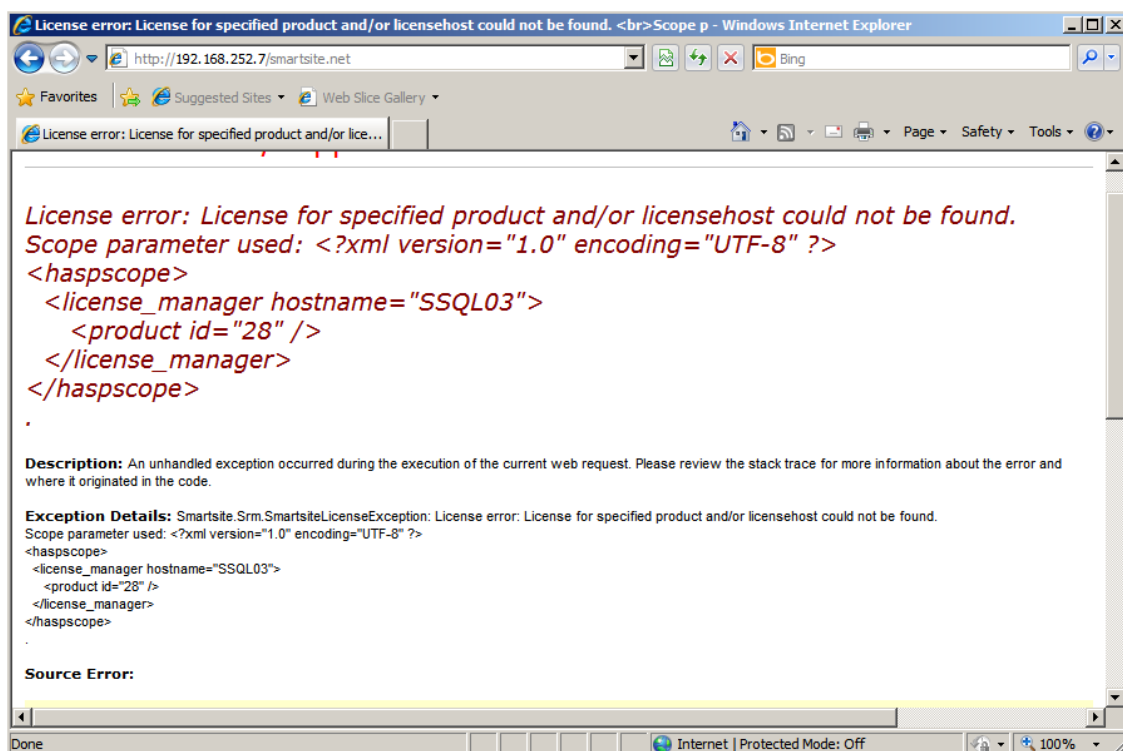 License error: License for specified product and/or licensehost could not be found. <br>Scope p - Windows Internet Explorer
http://192.168.252.7/smartsite.net
Bing
Favorites
Suggested Sites
Web Slice Gallery
License error: License for specified product and/or lice...
Page
Safety
Tools
License error: License for specified product and/or licensehost could not be found.
Scope parameter used: <?xml version="1.0" encoding="UTF-8" ?>
<haspscope>
<license_manager hostname="SSQL03">
<product id="28" />
</license_manager>
</haspscope>
.
Description: An unhandled exception occurred during the execution of the current web request. Please review the stack trace for more information about the error and
where it originated in the code.
Exception Details: Smartsite.Srm.SmartsiteLicenseException: License error: License for specified product and/or licensehost could not be found.
Scope parameter used: <?xml version="1.0" encoding="UTF-8" ?>
<haspscope>
<license_manager hostname="SSQL03">
<product id="28" />
</license_manager>
</haspscope>
.
Source Error:
Done
Internet | Protected Mode: Off
100%